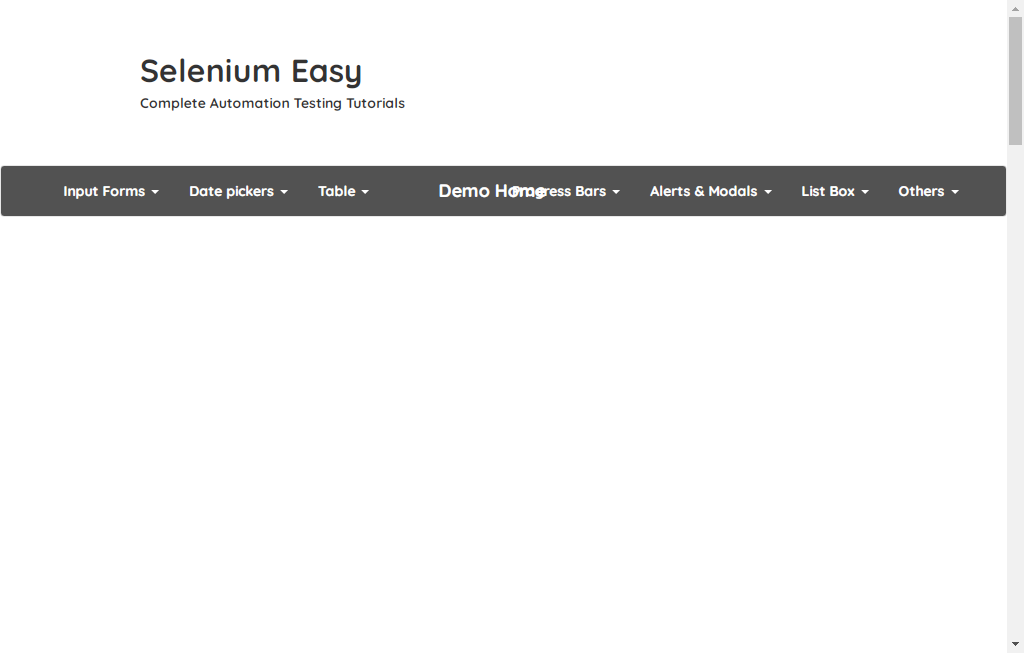 Selenium Easy
Complete Automation Testing Tutorials
Input Forms Date pickers Table Demo Home Progress Bars Alerts & Modals List Box Others